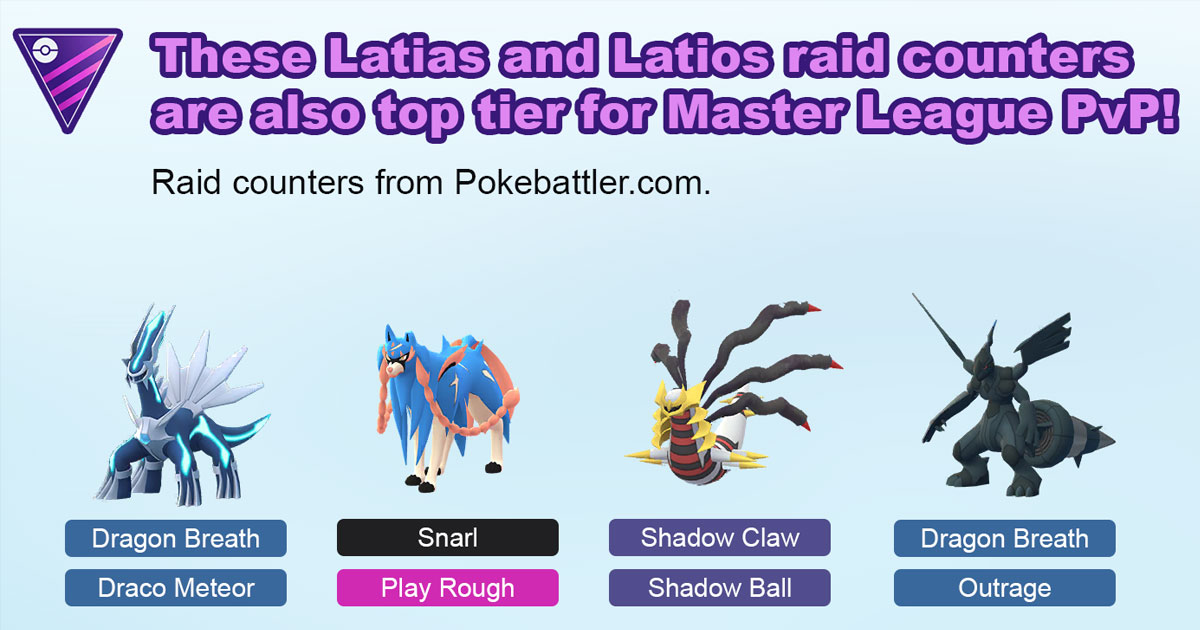 These Latias and Latios raid counters
are also top tier for Master League PvP!
Raid counters from Pokebattler.com.
Dragon Breath
Draco Meteor
Snarl
Play Rough
Shadow Claw
Shadow Ball
Dragon Breath
Outrage